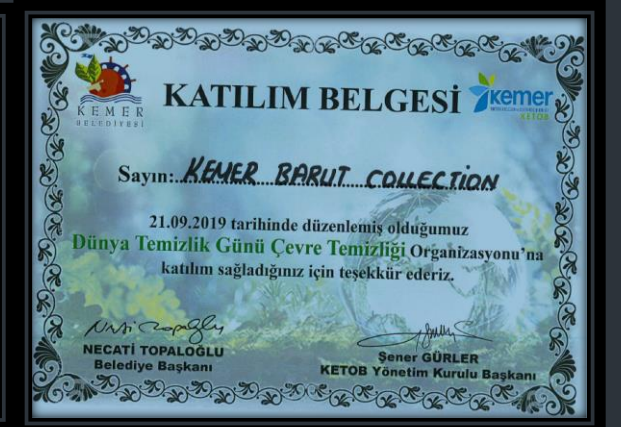 KEMER
BELEDİYESİ
KATILIM BELGESİ
kemer
KETOB
Sayın:..KEMER BARUT COLLECTION
21.09.2019 tarihinde düzenlemiş olduğumuz
Dünya Temizlik Günü Çevre Temizliği Organizasyonu'na
katılım sağladığınız için teşekkür ederiz.
NECATİ TOPALOĞLU
Belediye Başkanı
Şener GÜRLER
KETOB Yönetim Kurulu Başkanı